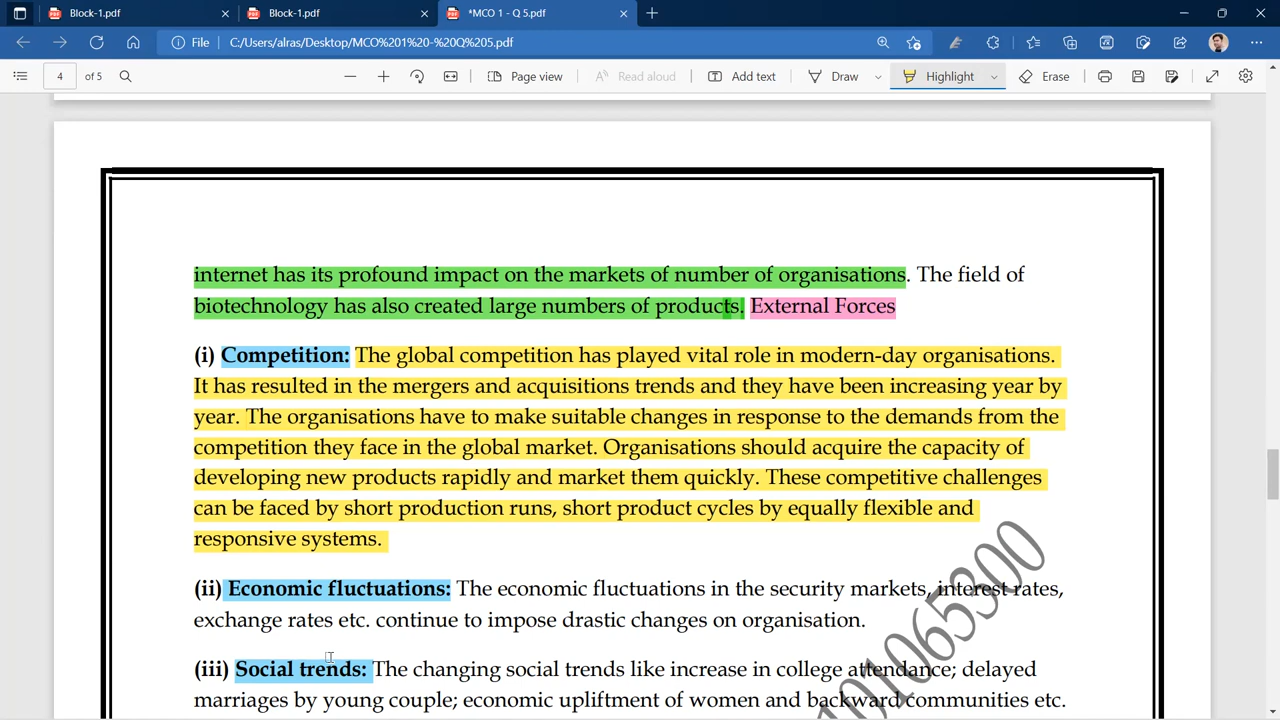 Block-1.pdf
Block-1.pdf
*MCO 1 - Q 5.pdf
File C:/Users/alras/Desktop/MCO%201%20-%20Q%205.pdf
4 of 5 Page view Read aloud Add text Draw Highlight Erase
internet has its profound impact on the markets of number of organisations. The field of
biotechnology has also created large numbers of products. External Forces
(i) Competition: The global competition has played vital role in modern-day organisations.
It has resulted in the mergers and acquisitions trends and they have been increasing year by
year. The organisations have to make suitable changes in response to the demands from the
competition they face in the global market. Organisations should acquire the capacity of
developing new products rapidly and market them quickly. These competitive challenges
can be faced by short production runs, short product cycles by equally flexible and
responsive systems.
(ii) Economic fluctuations: The economic fluctuations in the security markets, interest rates,
exchange rates etc. continue to impose drastic changes on organisation.
(iii) Social trends: The changing social trends like increase in college attendance; delayed
marriages by young couple; economic upliftment of women and backward communities etc.